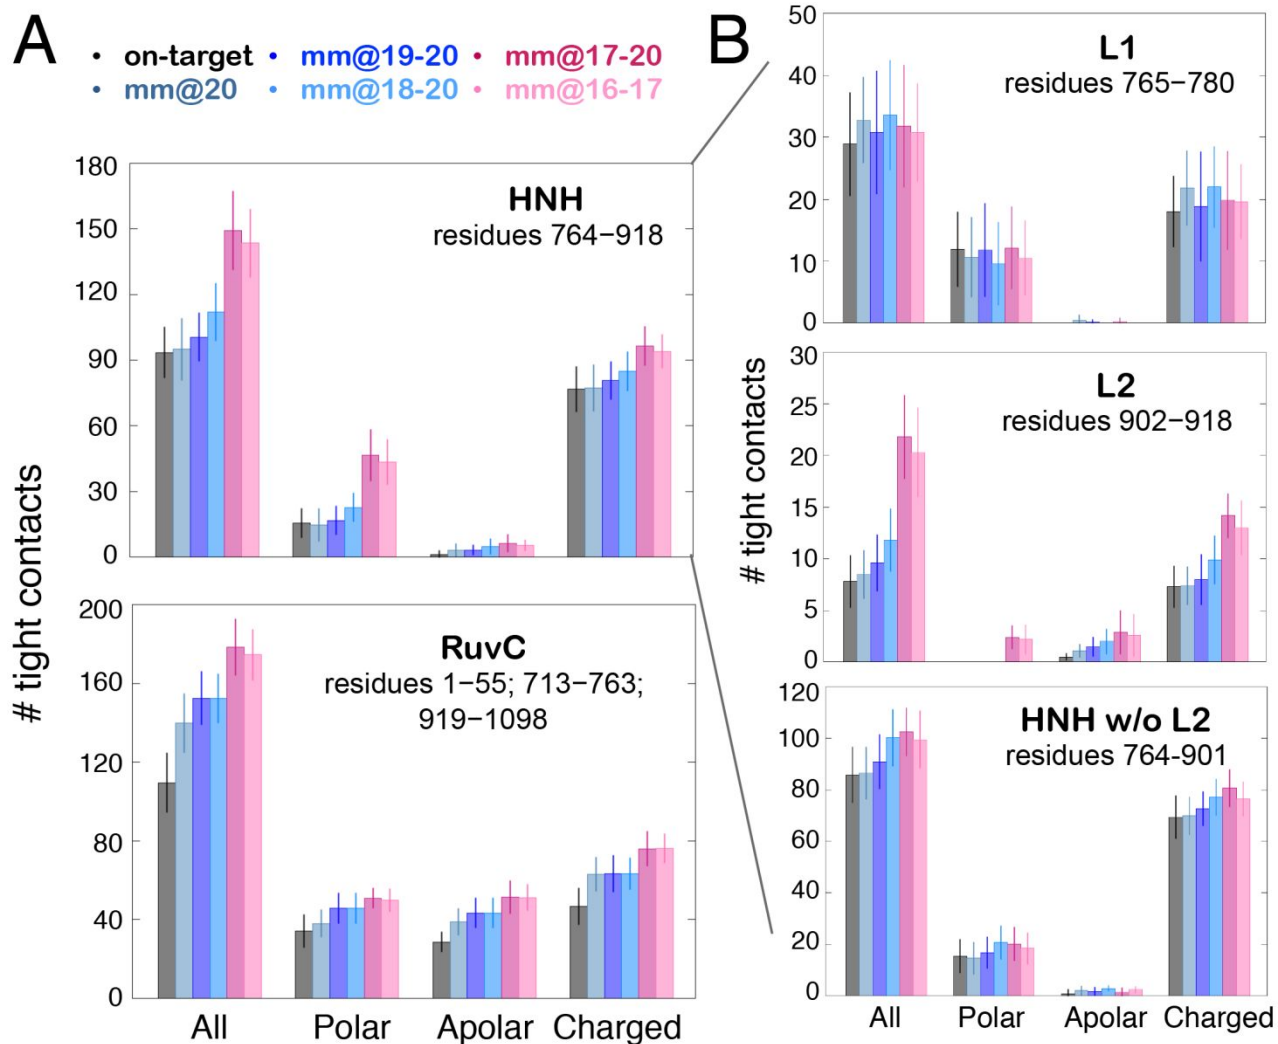 A
• on-target • mm@19-20 • mm@17-20
• mm@20 • mm@18-20 • mm@16-17
# tight contacts
HNH
residues 764–918
180
150
120
90
60
30
0
RuvC
residues 1–55; 713–763;
919–1098
200
160
120
80
40
0
All Polar Apolar Charged
B
# tight contacts
L1
residues 765–780
50
40
30
20
10
0
L2
residues 902–918
30
25
20
15
10
5
0
HNH w/o L2
residues 764-901
120
100
80
60
40
20
0
All Polar Apolar Charged